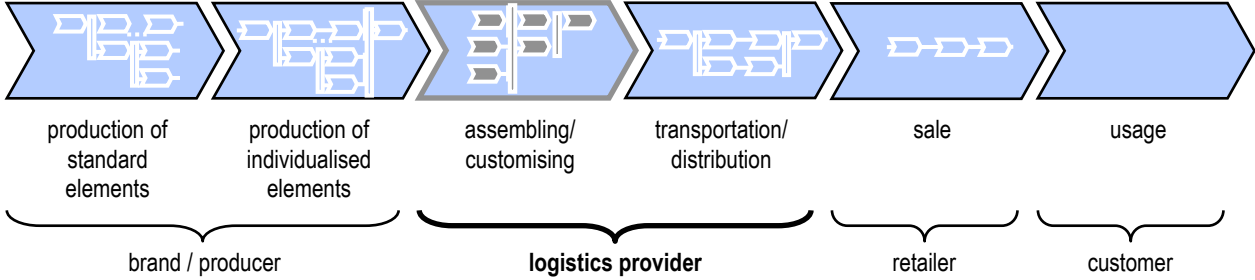 production of
standard
elements
production of
individualised
elements
assembling/
customising
transportation/
distribution
sale
usage
brand / producer
logistics provider
retailer
customer